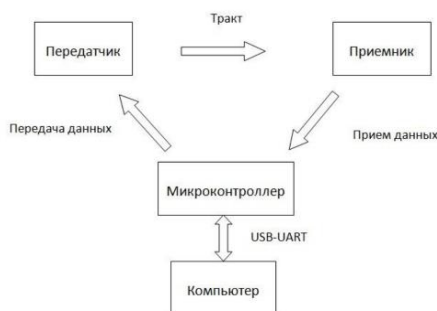 Тракт
Передатчик
Приемник
Передача данных
Прием данных
Микроконтроллер
USB-UART
Компьютер